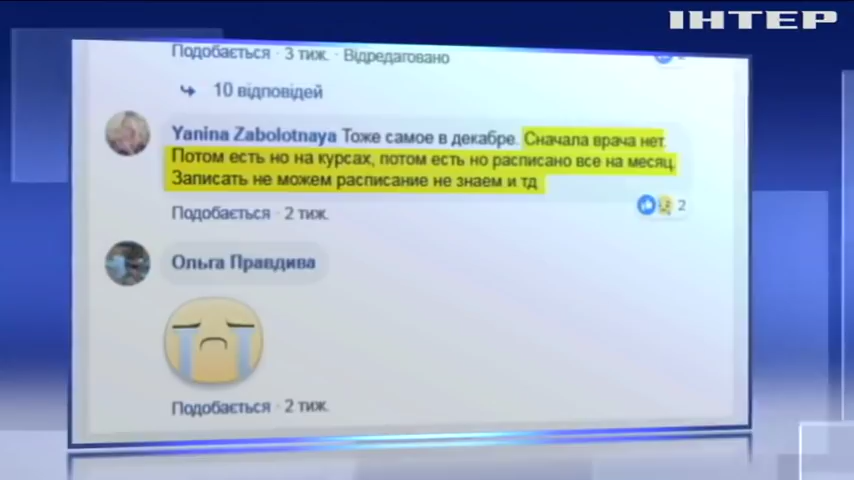 ІНТЕР
Подобається · 3 тиж. · Відредаговано
10 відповідей
Yanina Zabolotnaya Тоже самое в декабре. Сначала врача нет.
Потом есть но на курсах, потом есть но расписано все на месяц.
Записать не можем расписание не знаем и тд
Подобається · 2 тиж.
2
Ольга Правдива
Подобається · 2 тиж.